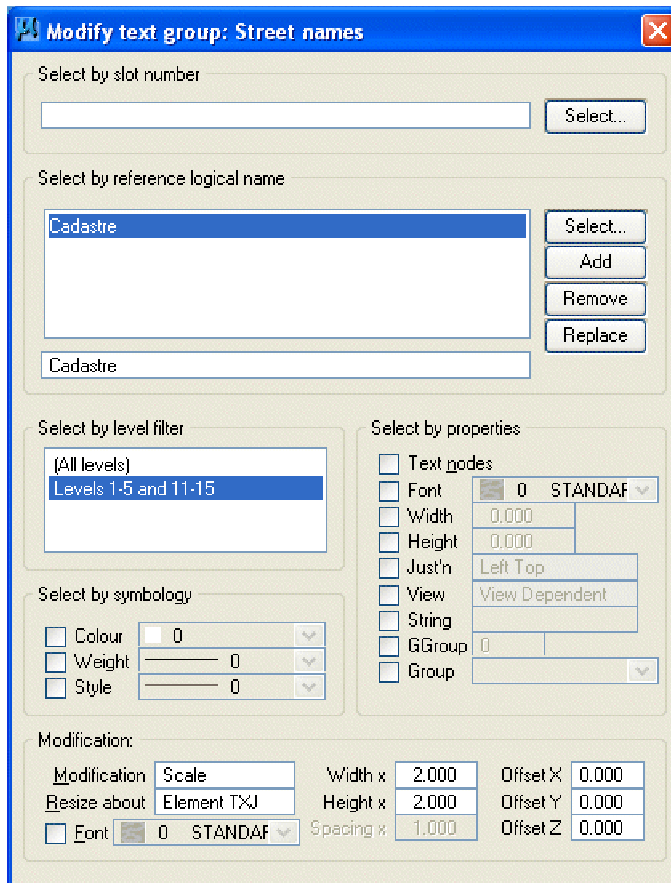 Modify text group: Street names
Select by slot number
Select...
Select by reference logical name
Cadastre
Select...
Add
Remove
Replace
Cadastre
Select by level filter
(All levels)
Levels 1-5 and 11-15
Select by properties
Text nodes
Font 0 STANDAR
Width 0.000
Height 0.000
Just'n Left Top
View View Dependent
String
GGroup 0
Group
Select by symbology
Colour 0
Weight 0
Style 0
Modification:
Modification Scale Width x 2.000 Offset X 0.000
Resize about Element TXJ Height x 2.000 Offset Y 0.000
Font 0 STANDAR Spacing x 1.000 Offset Z 0.000